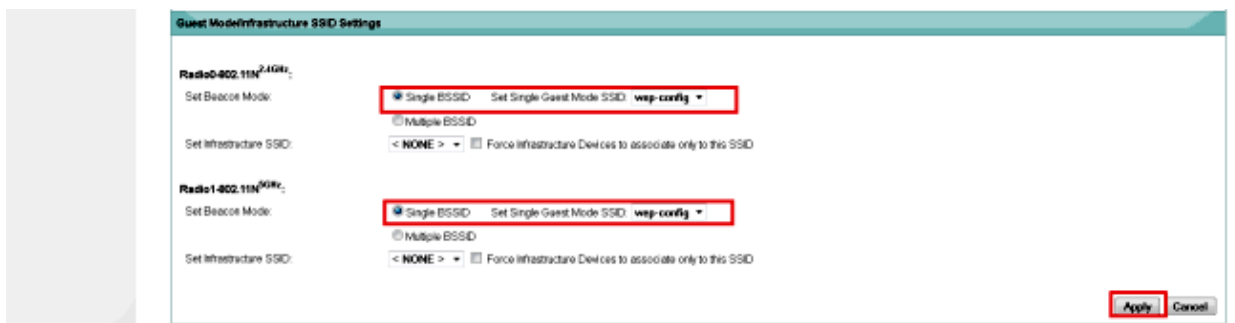 Guest Mode/Infrastructure SSID Settings
Radio0-802.11N2.4GHz:
Set Beacon Mode: Single BSSID Set Single Guest Mode SSID: wep-config
Multiple BSSID
Set Infrastructure SSID: < NONE > Force Infrastructure Devices to associate only to this SSID
Radio1-802.11N5GHz:
Set Beacon Mode: Single BSSID Set Single Guest Mode SSID: wep-config
Multiple BSSID
Set Infrastructure SSID: < NONE > Force Infrastructure Devices to associate only to this SSID
Apply Cancel